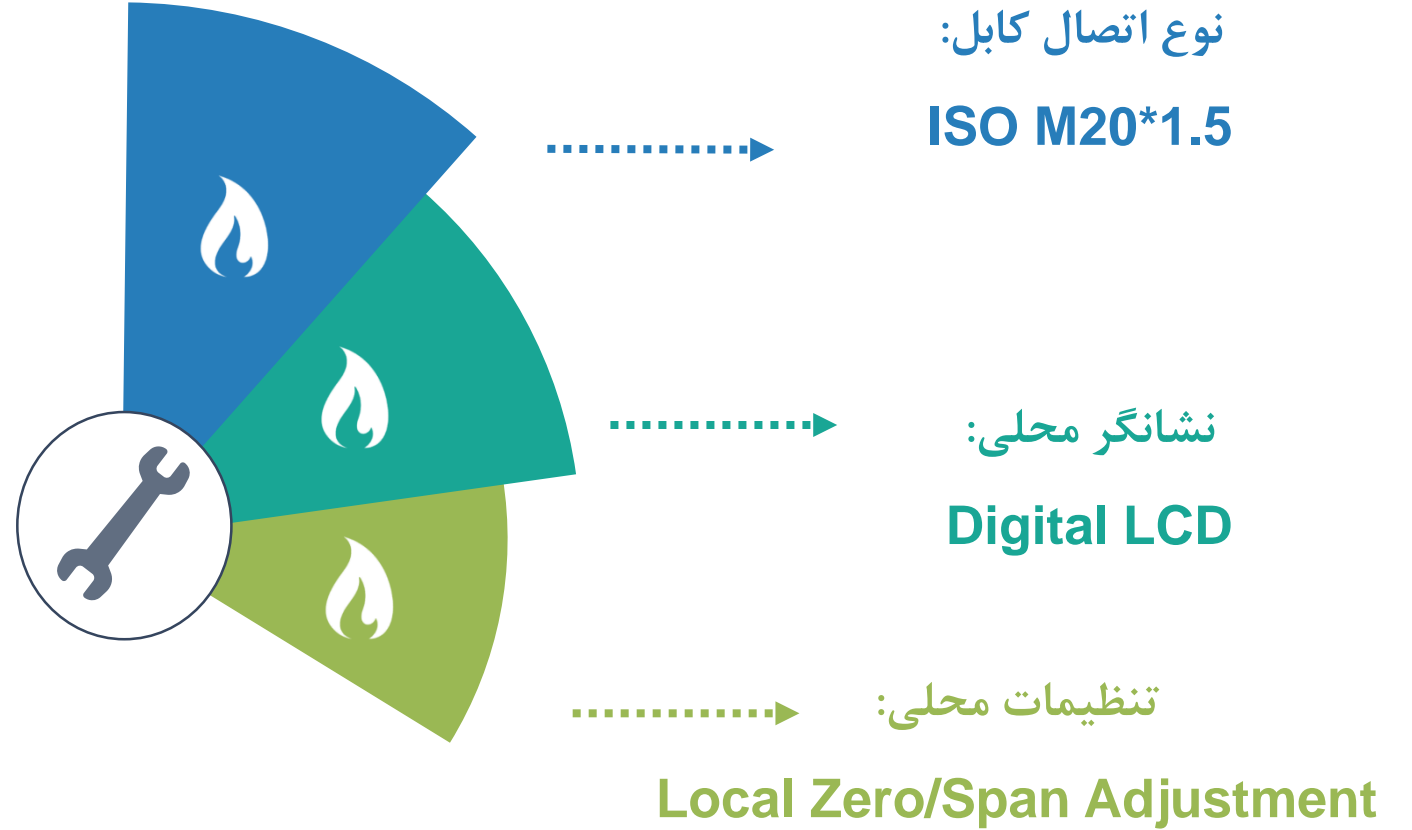 نوع اتصال کابل:
ISO M20*1.5
نشانگر محلی:
Digital LCD
تنظیمات محلی:
Local Zero/Span Adjustment